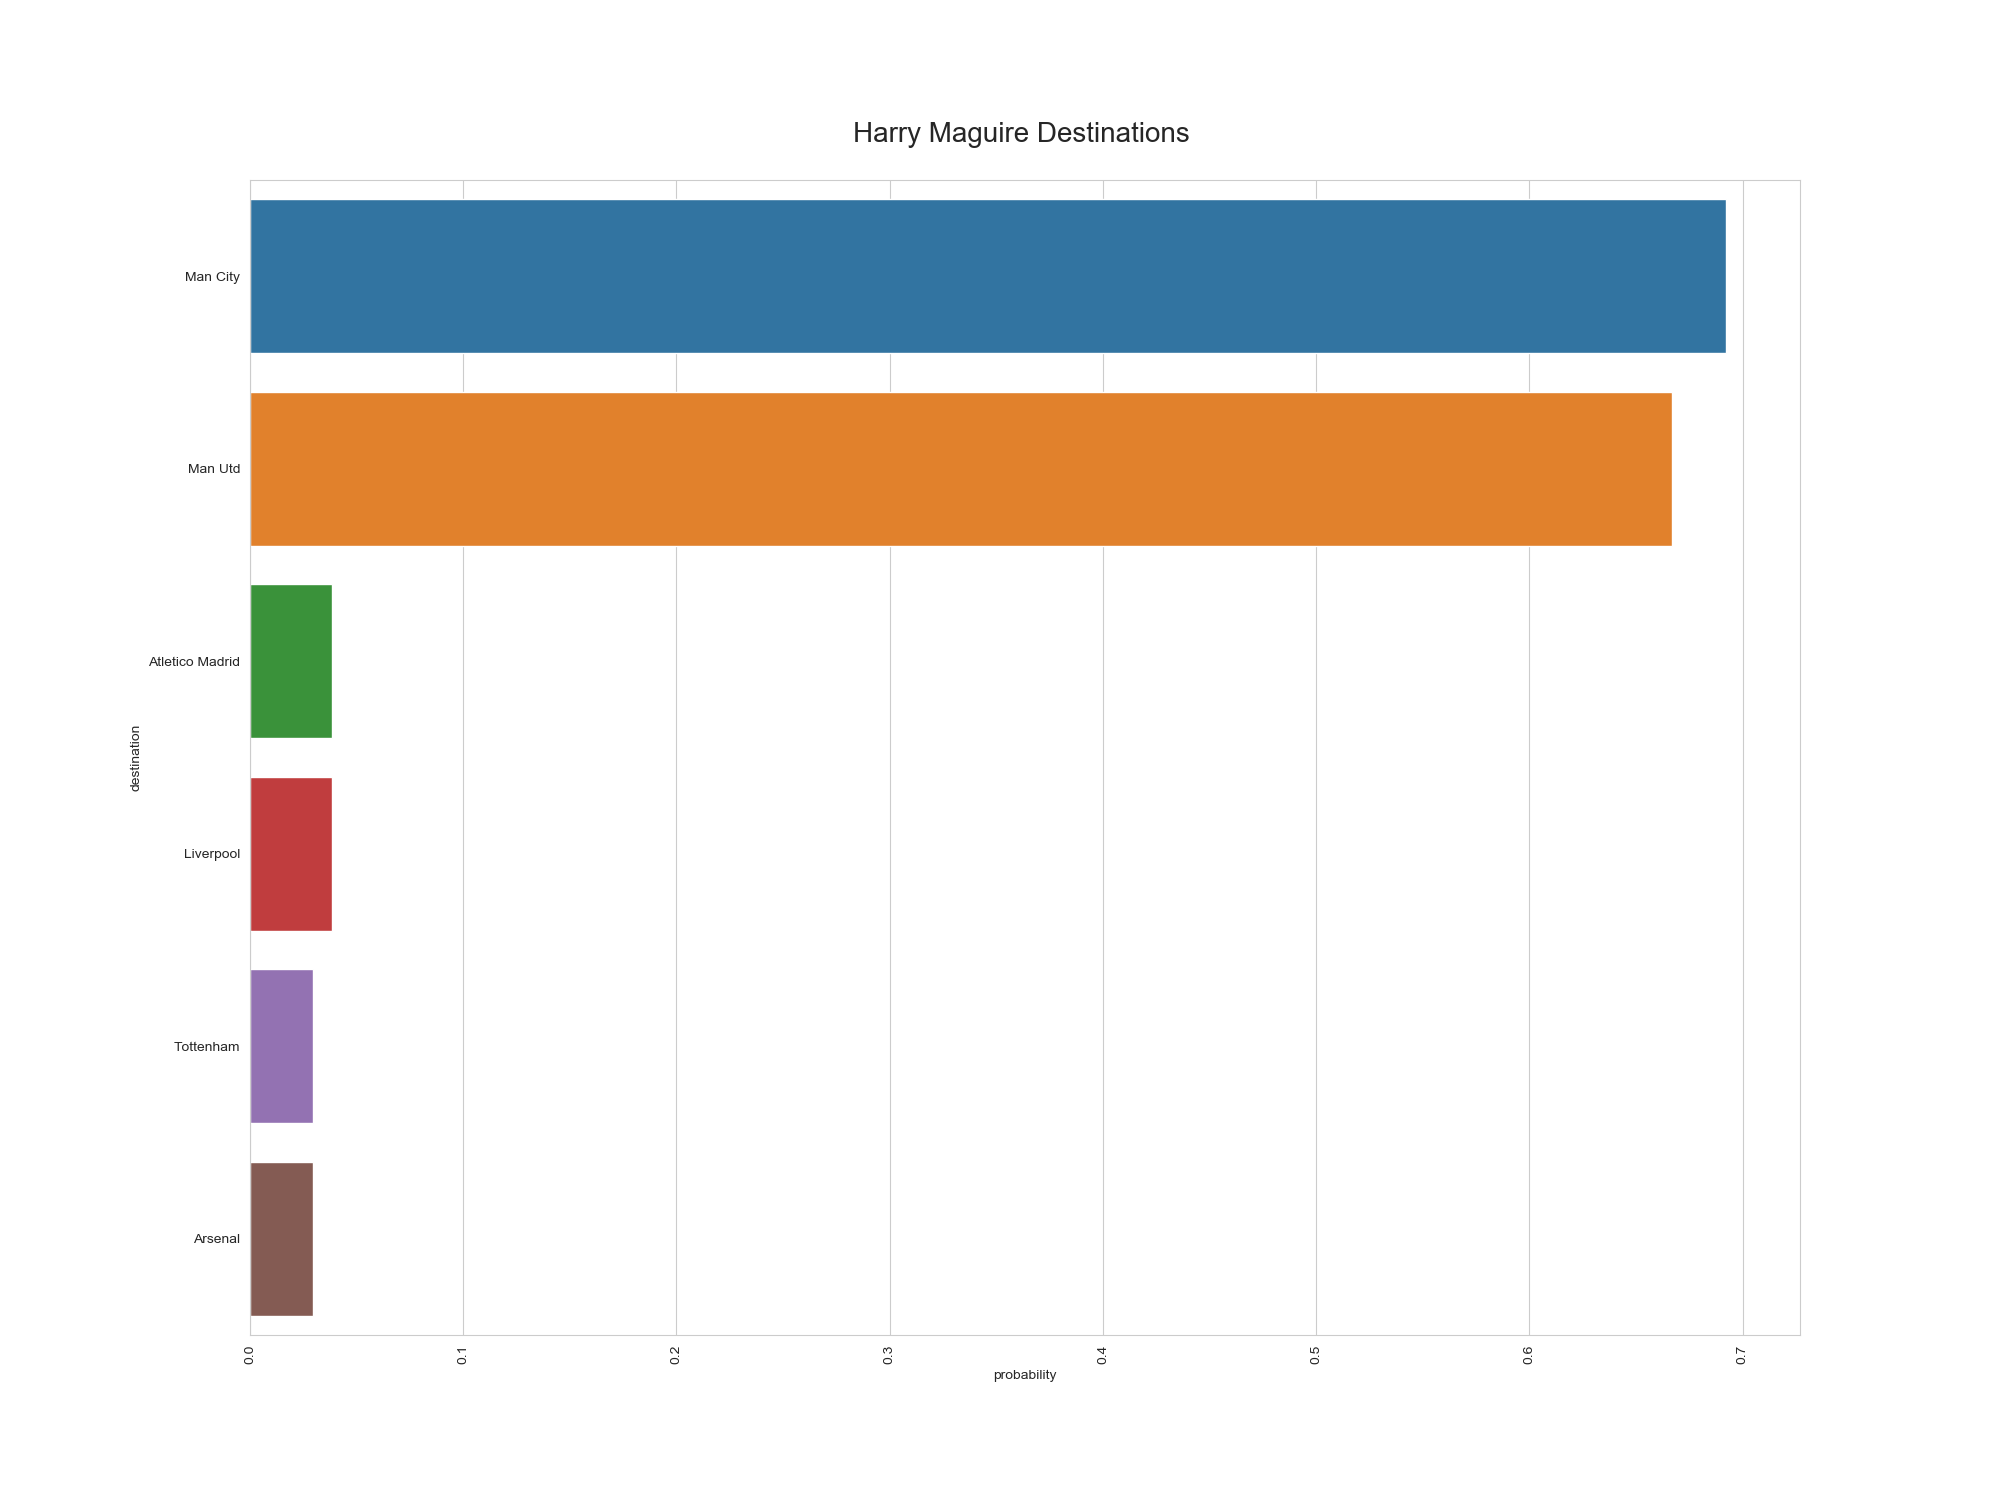 Harry Maguire Destinations
Man City
Man Utd
Atletico Madrid
Liverpool
Tottenham
Arsenal
destination
0.0
0.1
0.2
0.3
0.4
0.5
0.6
0.7
probability